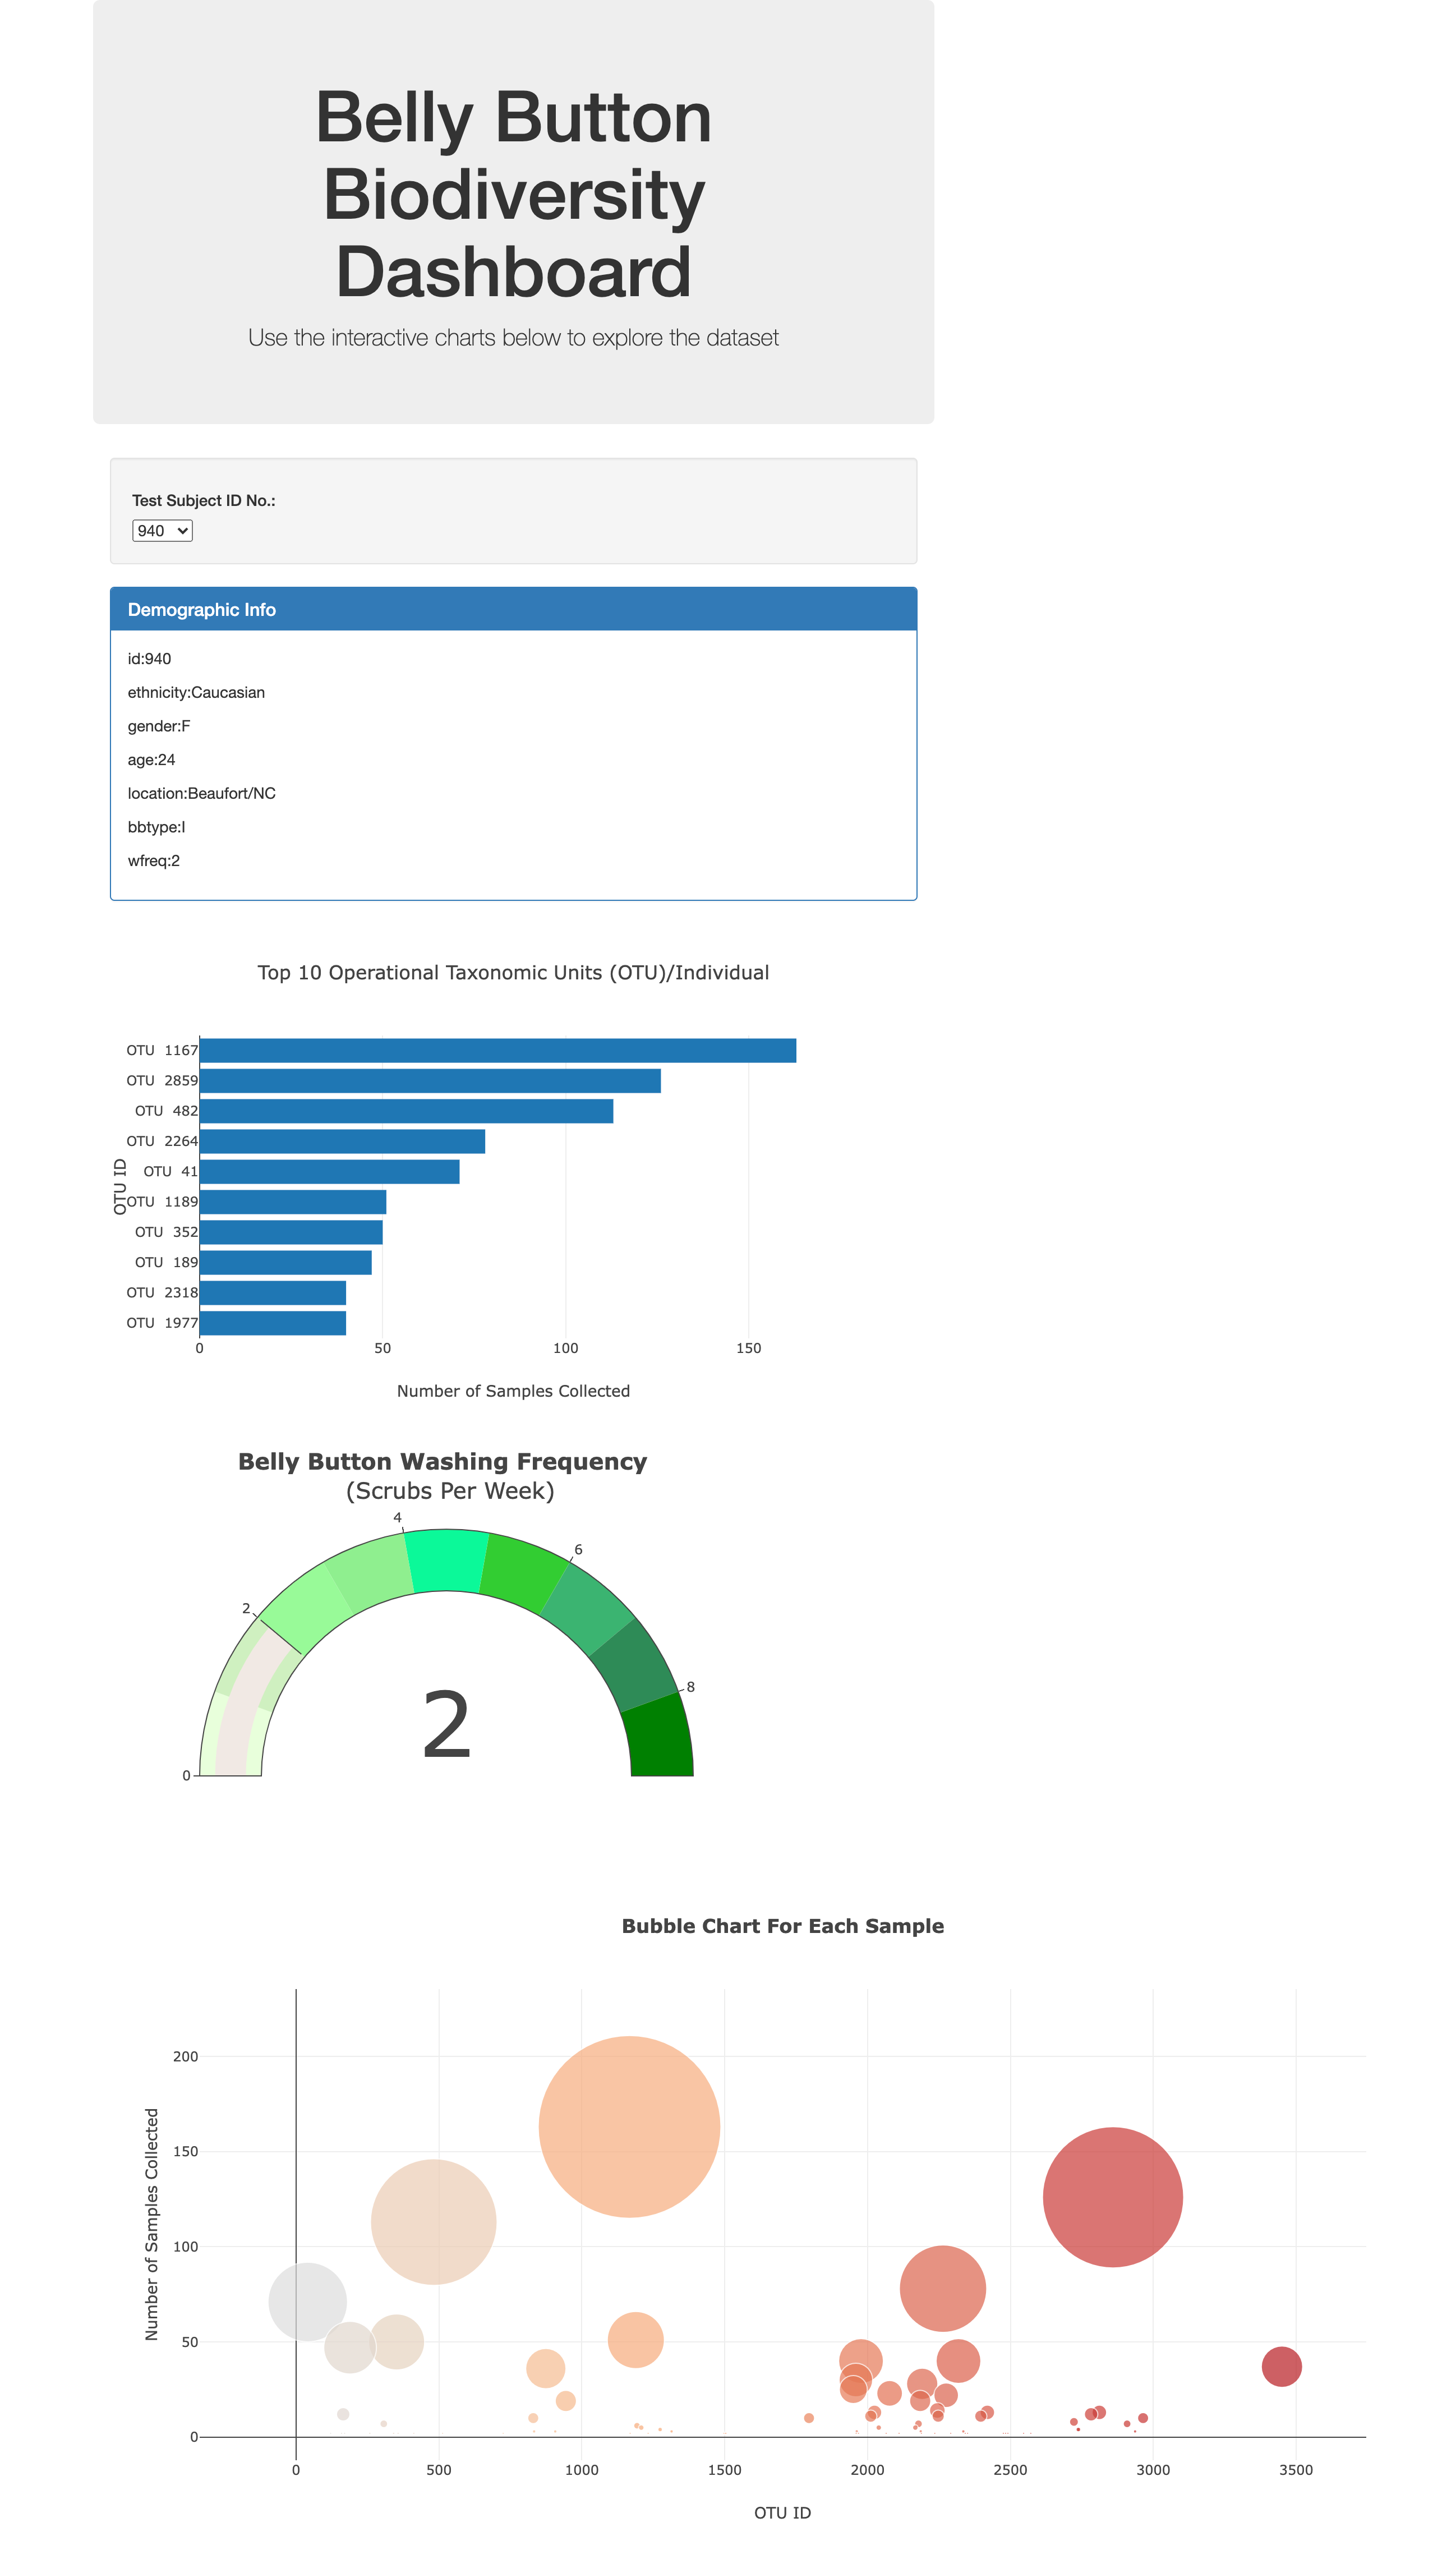 Belly Button
Biodiversity
Dashboard
Use the interactive charts below to explore the dataset
Test Subject ID No.:
940
Demographic Info
id:940
ethnicity:Caucasian
gender:F
age:24
location:Beaufort/NC
bbtype:I
wfreq:2
Top 10 Operational Taxonomic Units (OTU)/Individual
OTU ID
OTU 1167
OTU 2859
OTU 482
OTU 2264
OTU 41
OTU 1189
OTU 352
OTU 189
OTU 2318
OTU 1977
0 50 100 150
Number of Samples Collected
Belly Button Washing Frequency
(Scrubs Per Week)
0
2
4
6
8
2
Bubble Chart For Each Sample
Number of Samples Collected
200
150
100
50
0
0 500 1000 1500 2000 2500 3000 3500
OTU ID